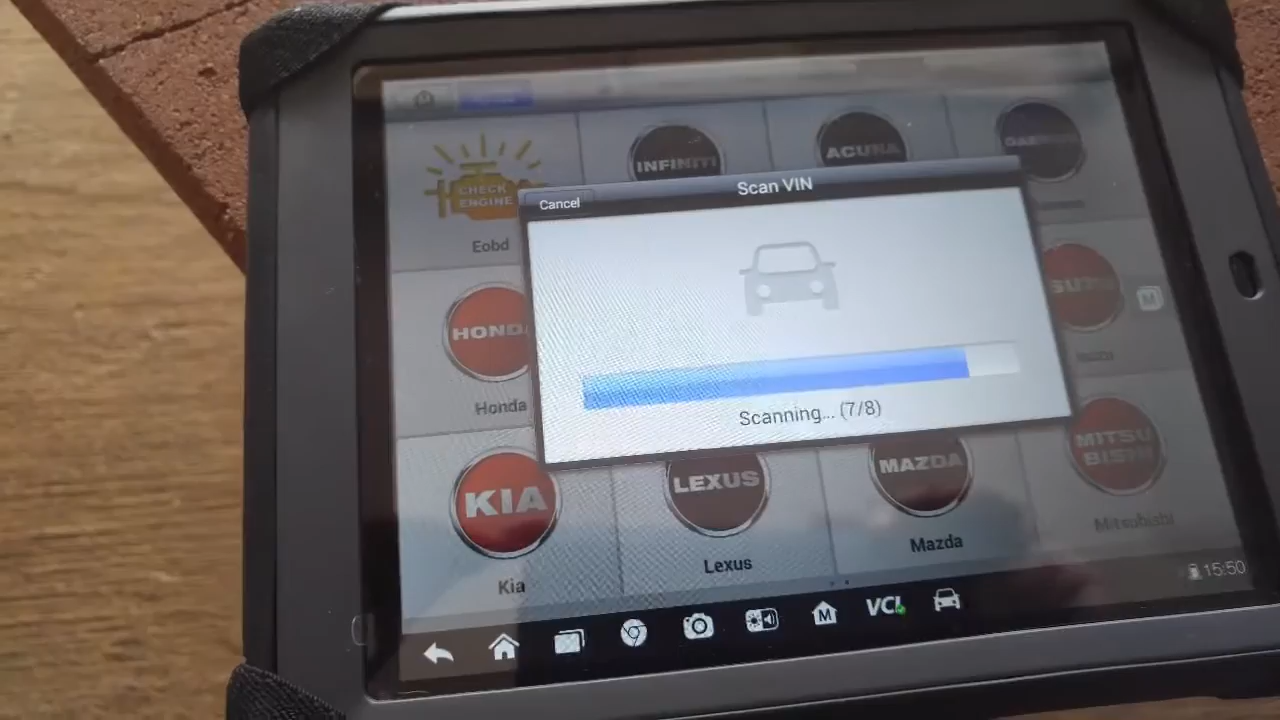 INFINITI
ACURA
CHECK
ENGINE
Scan VIN
Cancel
Eobd
HONDA
Honda
Scanning... (7/8)
KIA
LEXUS
MAZDA
MITSU
BISHI
Kia
Lexus
Mazda
Mitsubishi
M
M
VCI
15:50